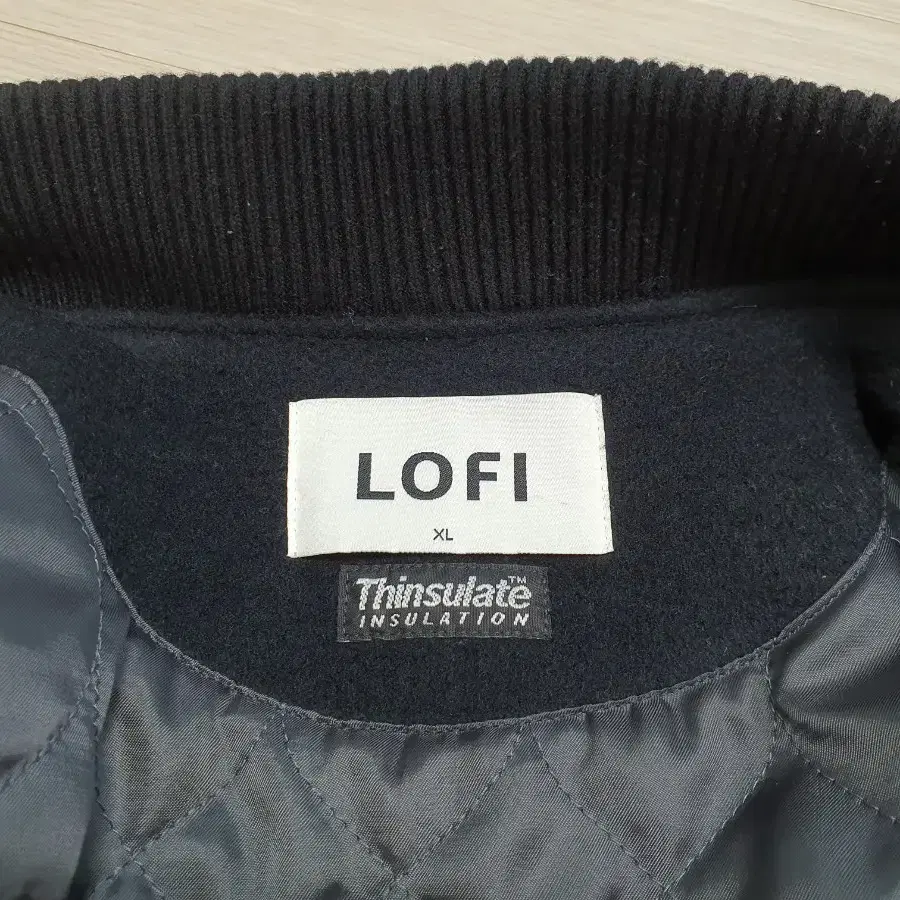 LOFI
XL
Thinsulate™
INSULATION